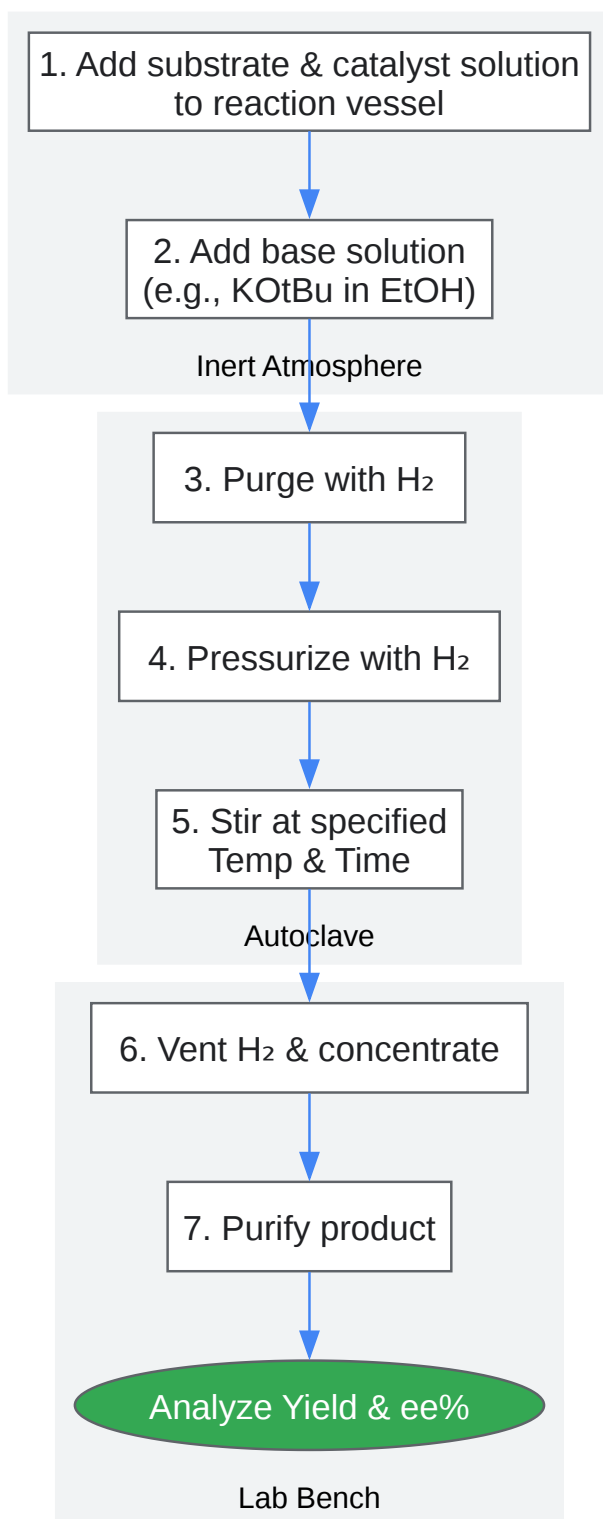 1. Add substrate & catalyst solution
to reaction vessel
2. Add base solution
(e.g., KOtBu in EtOH)
Inert Atmosphere
3. Purge with H₂
4. Pressurize with H₂
5. Stir at specified
Temp & Time
Autoclave
6. Vent H₂ & concentrate
7. Purify product
Analyze Yield & ee%
Lab Bench